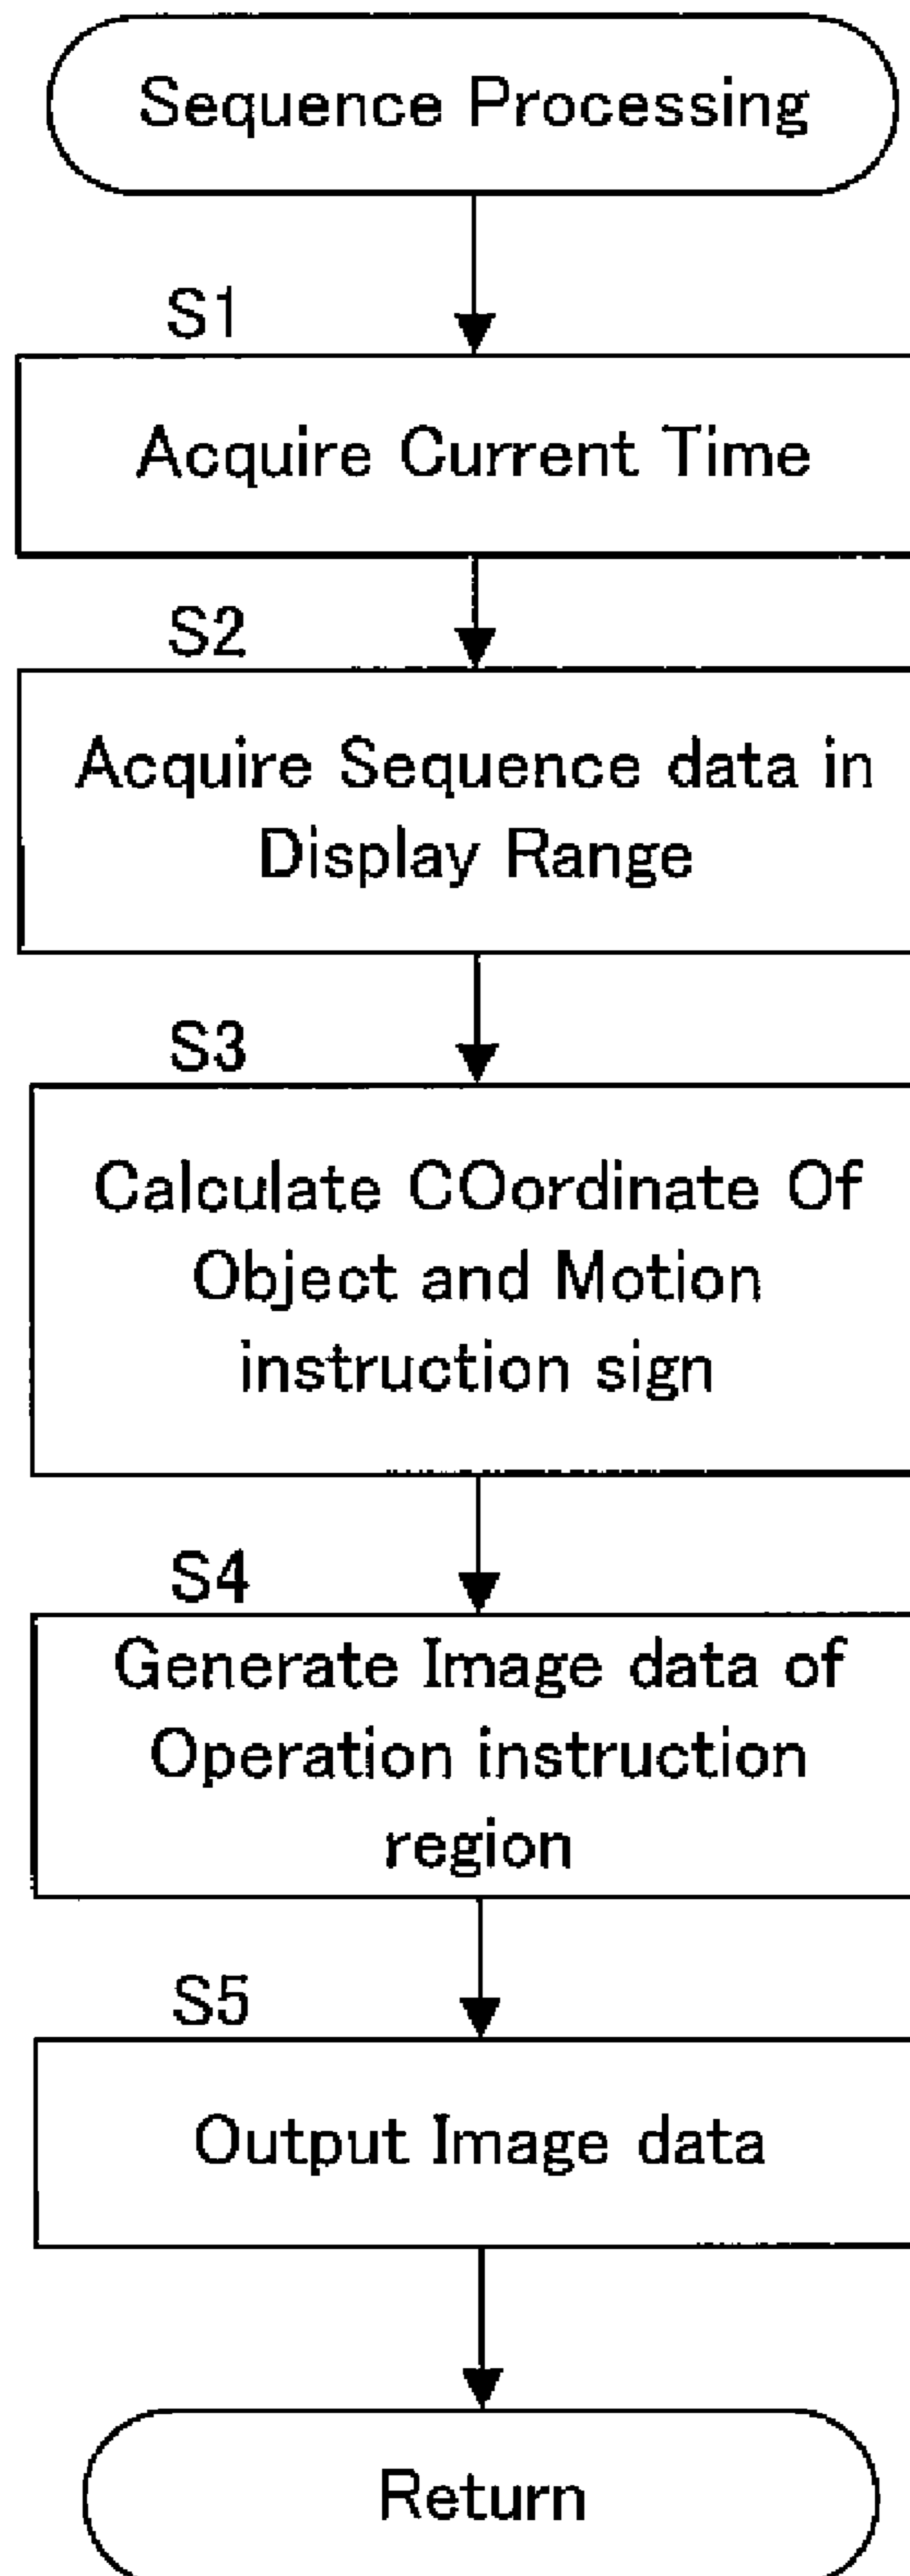 Sequence Processing
S1
Acquire Current Time
S2
Acquire Sequence data in
Display Range
S3
Calculate COordinate Of
Object and Motion
instruction sign
S4
Generate Image data of
Operation instruction
region
S5
Output Image data
Return